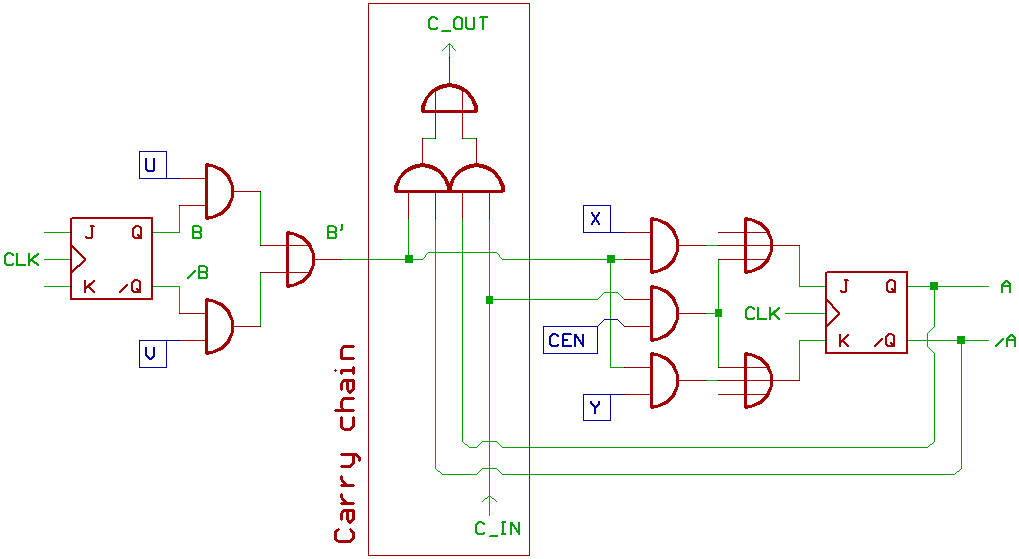 C_OUT
U
J Q
B
B'
CLK
/B
K /Q
V
Carry chain
X
CEN
Y
CLK
J Q
A
K /Q
/A
C_IN